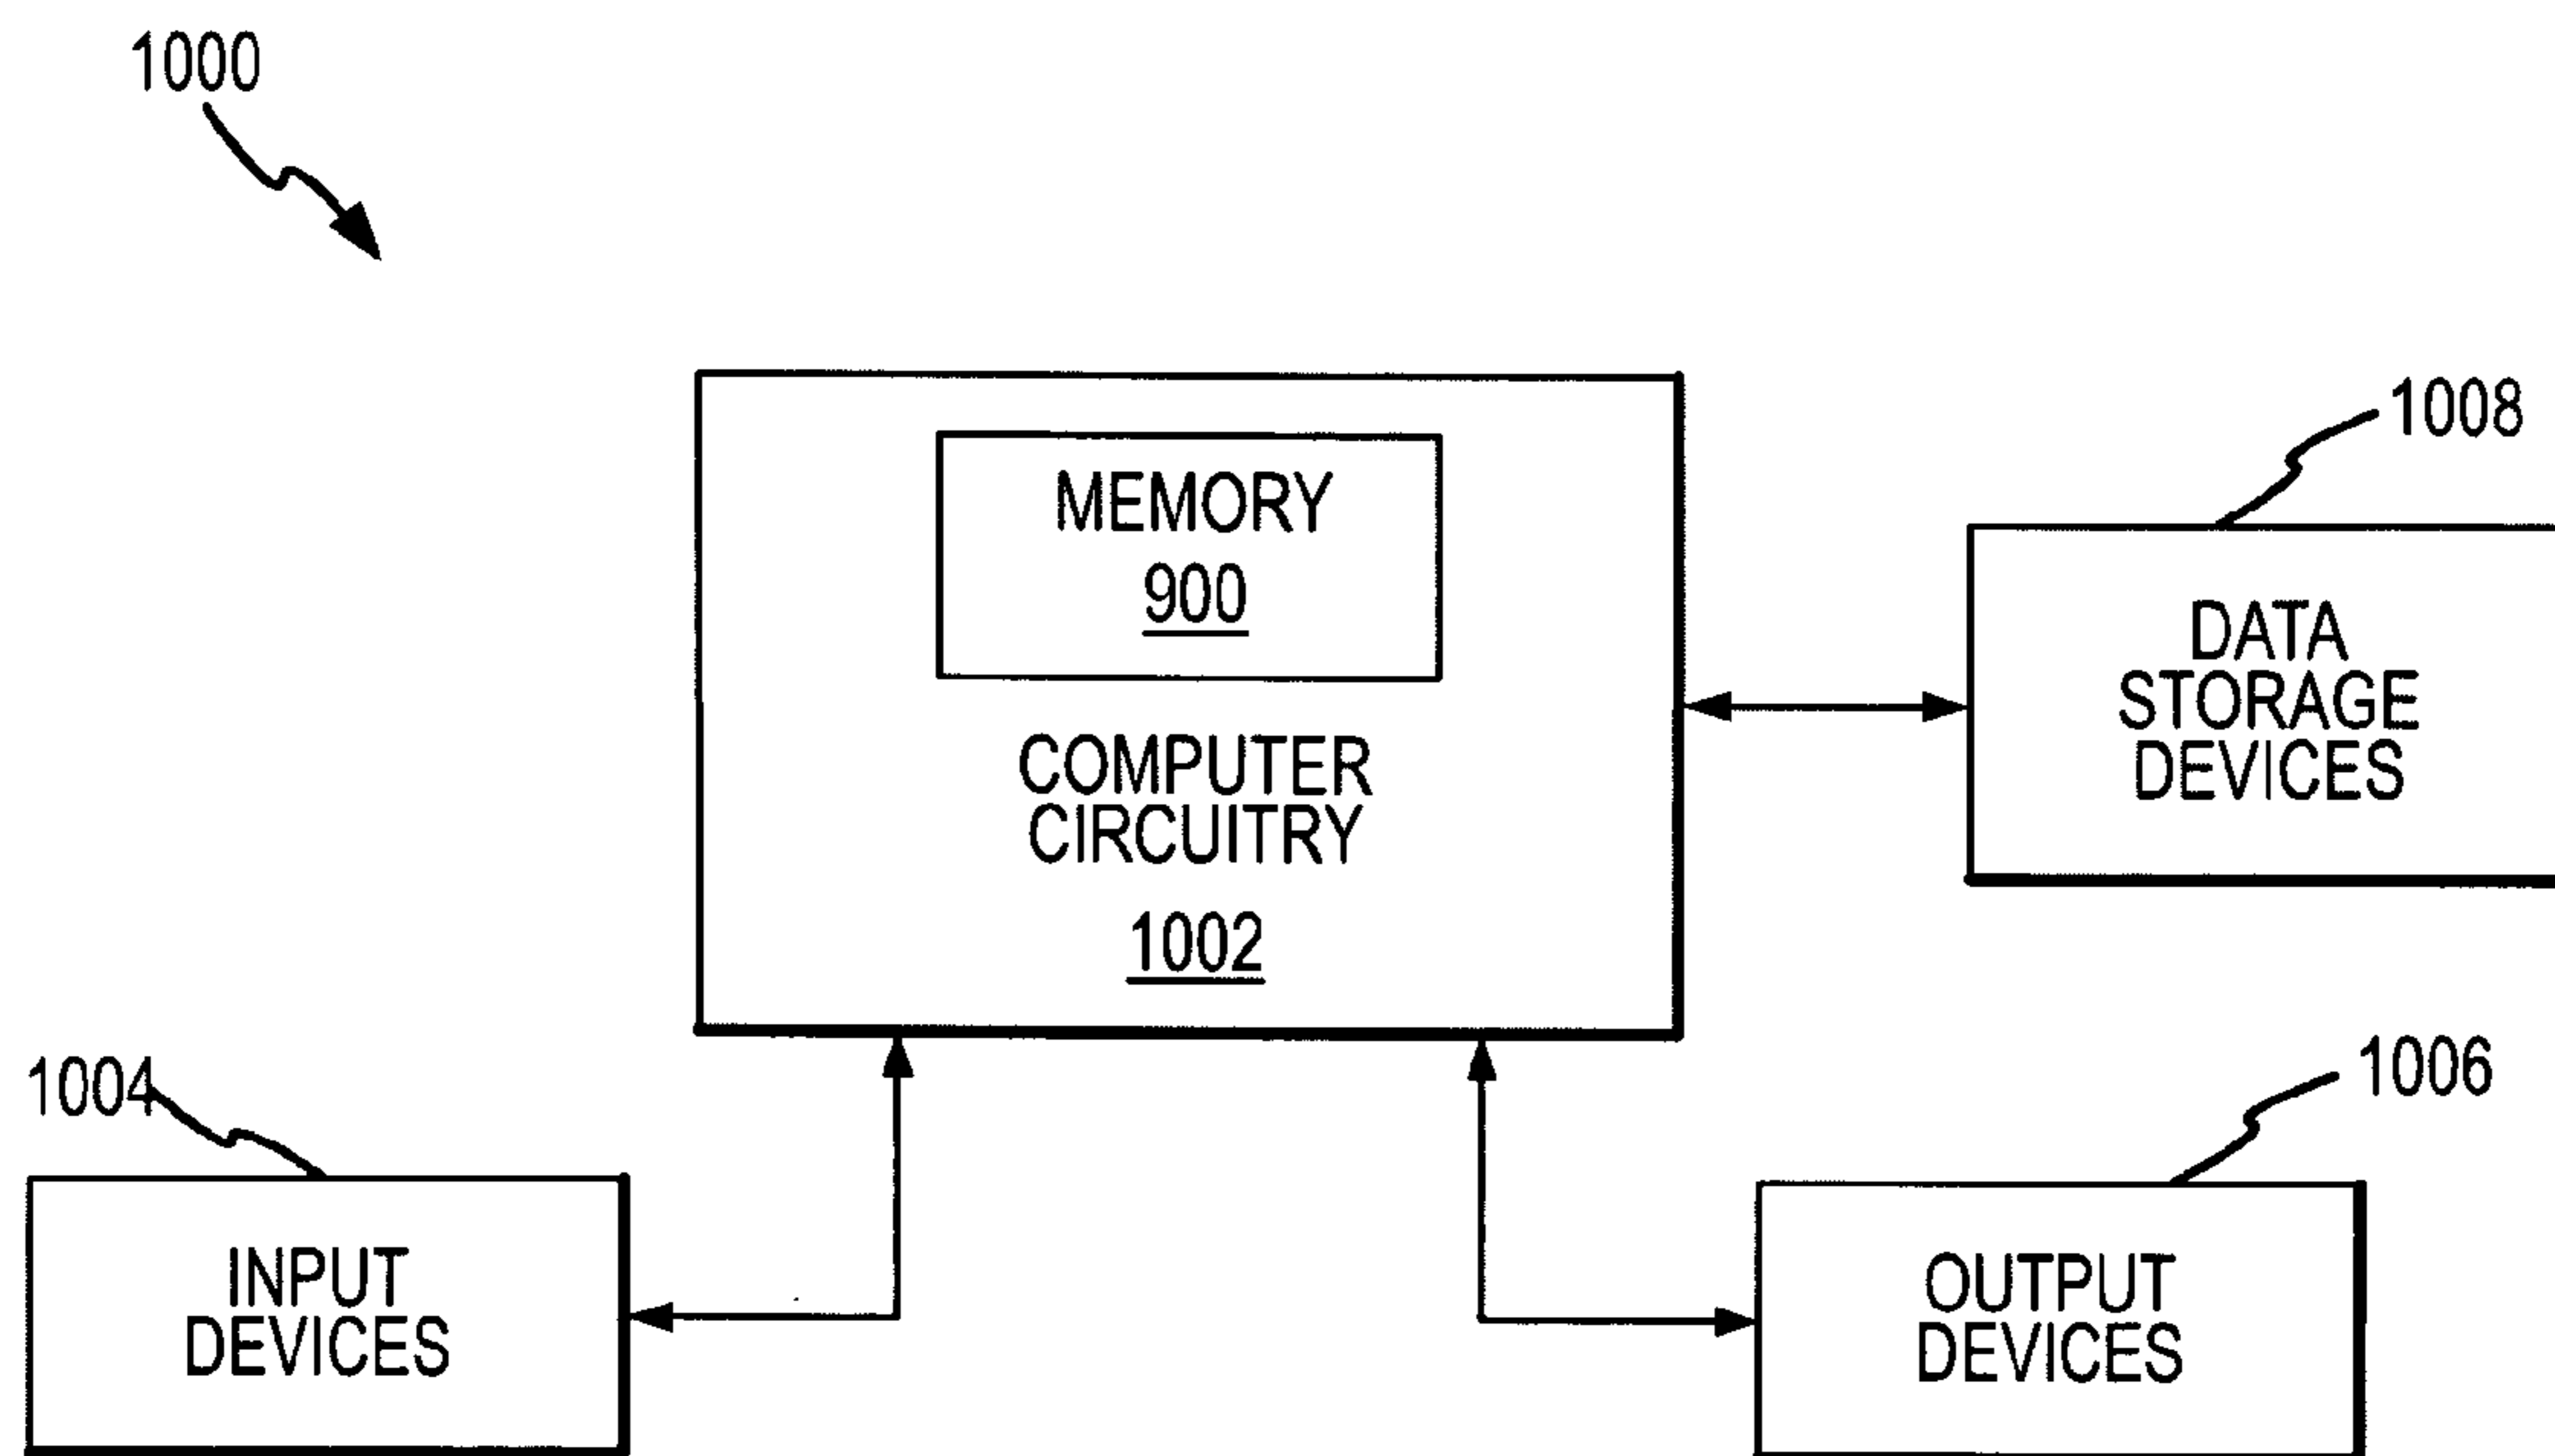 1000
MEMORY
900
COMPUTER
CIRCUITRY
1002
1008
DATA
STORAGE
DEVICES
1004
INPUT
DEVICES
1006
OUTPUT
DEVICES